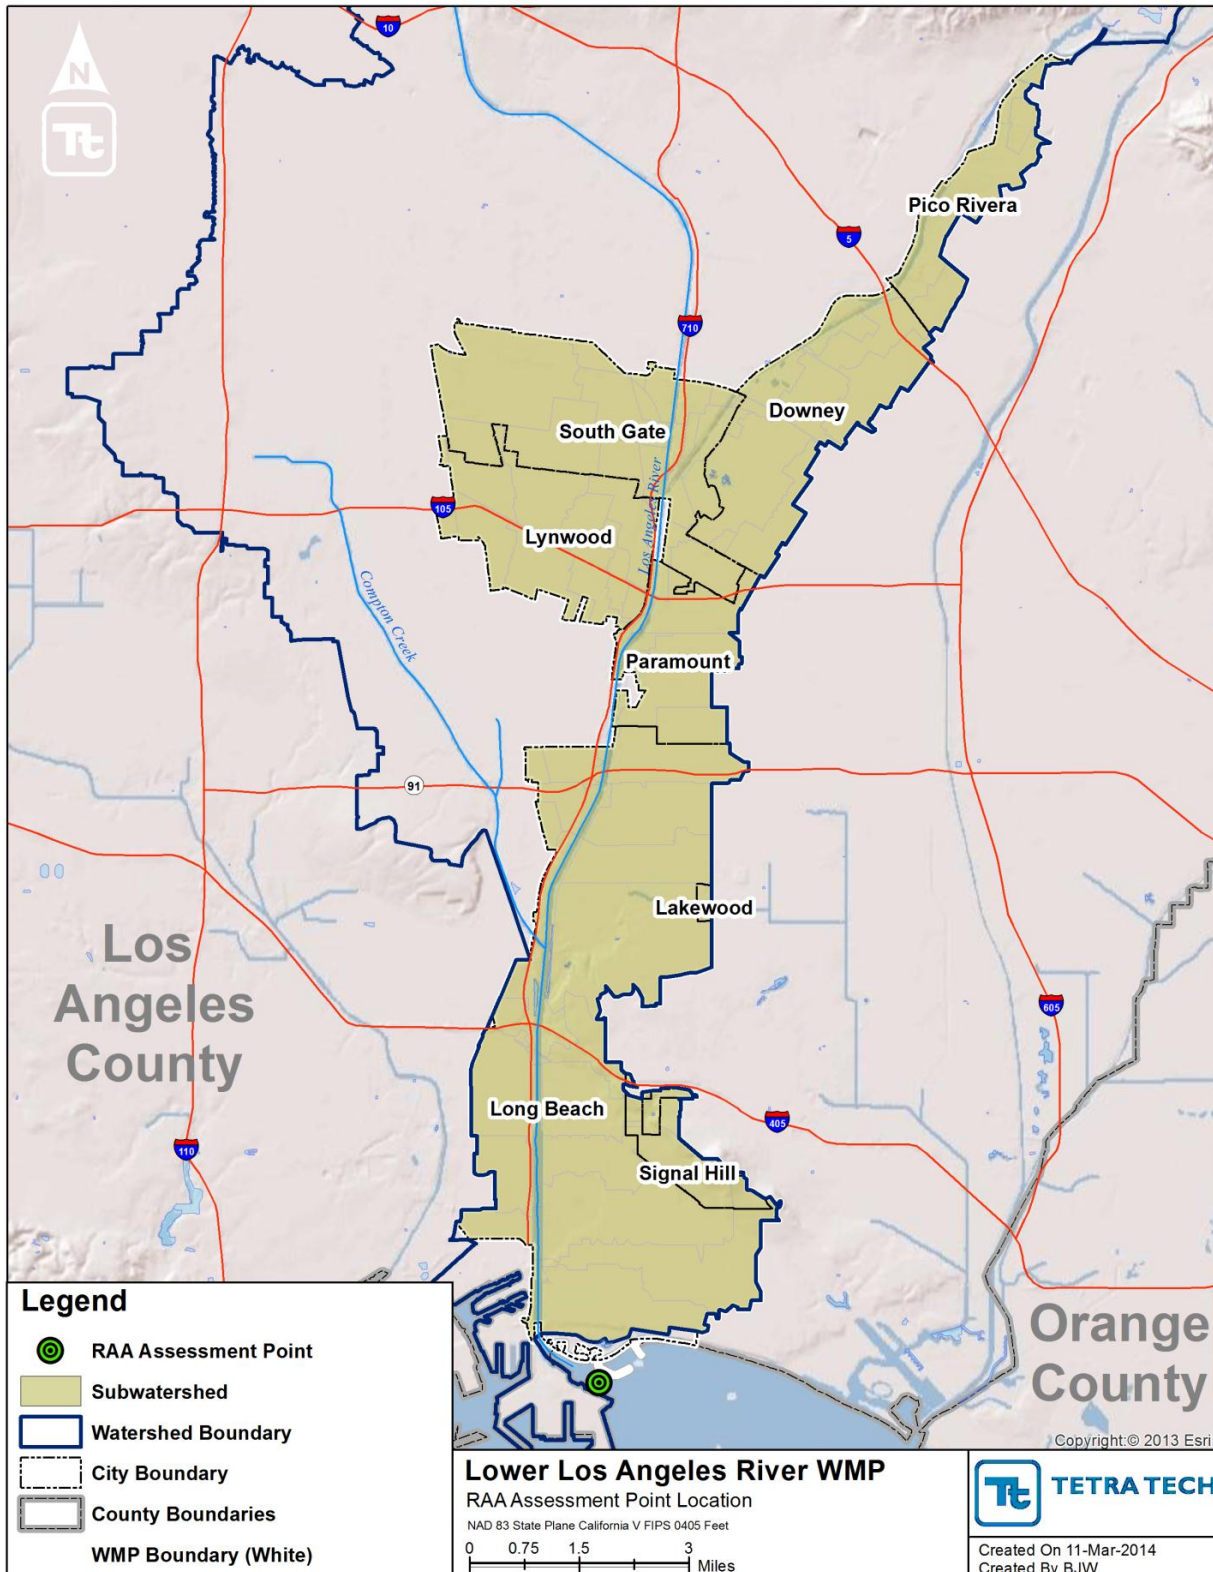 10
N
Tt
Pico Rivera
5
710
Downey
South Gate
Los Angeles River
105
Lynwood
Compton Creek
Paramount
91
Lakewood
Los
Angeles
County
605
Long Beach
405
110
Signal Hill
Orange
County
Copyright:© 2013 Esri
Legend
RAA Assessment Point
Subwatershed
Watershed Boundary
City Boundary
County Boundaries
WMP Boundary (White)
Lower Los Angeles River WMP
RAA Assessment Point Location
NAD 83 State Plane California V FIPS 0405 Feet
0 0.75 1.5 3
Miles
Tt TETRA TECH
Created On 11-Mar-2014
Created By BJW